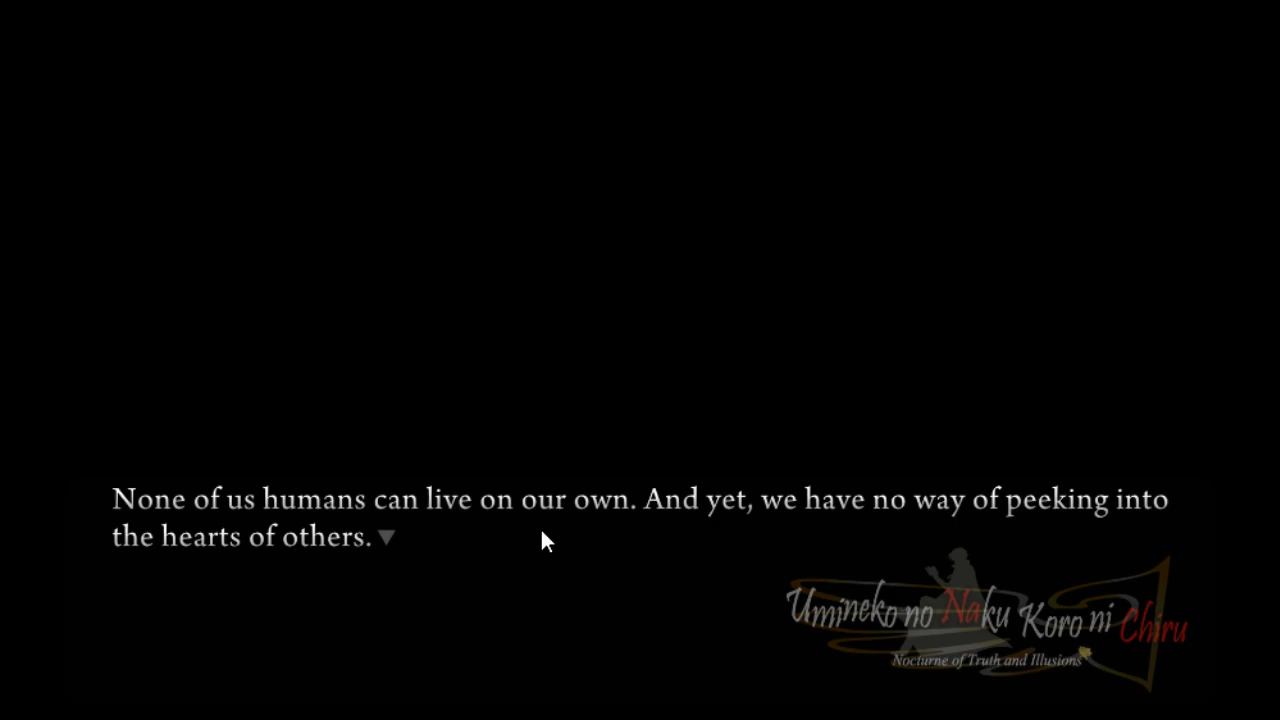 None of us humans can live on our own. And yet, we have no way of peeking into
the hearts of others.
Umineko no Naku Koro ni Chiru
Nocturne of Truth and Illusions